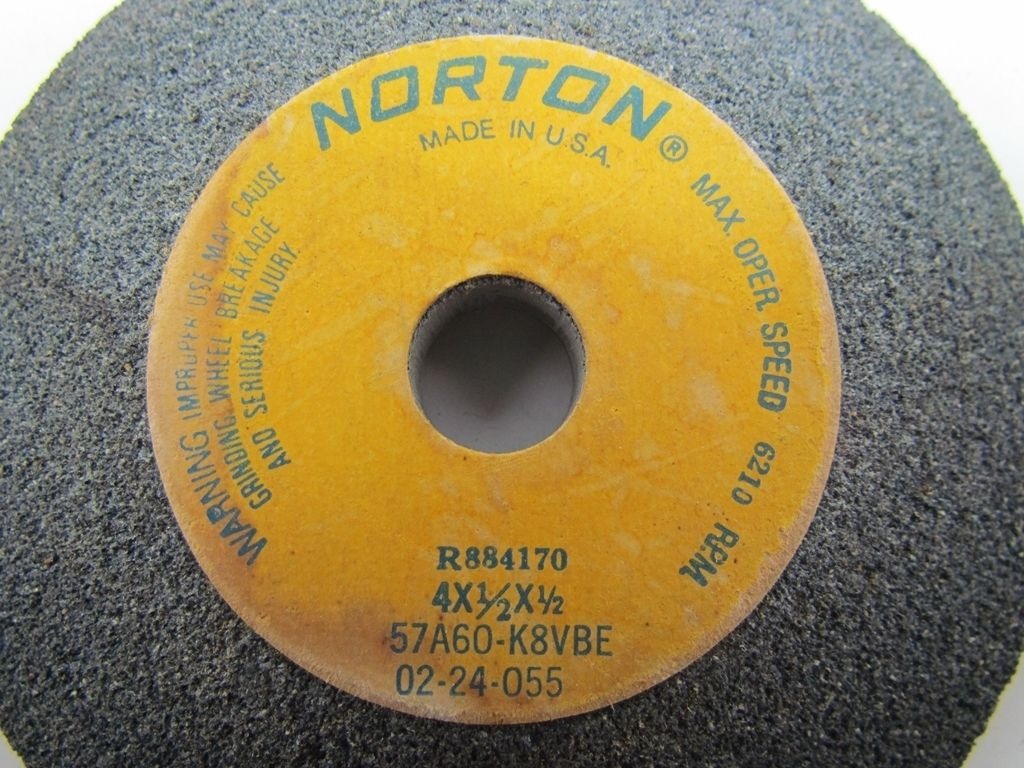 NORTON®
MADE IN U.S.A.
MAX. OPER. SPEED 6210 RPM
WARNING IMPROPER USE MAY CAUSE
GRINDING WHEEL BREAKAGE
AND SERIOUS INJURY.
R884170
4X½X½
57A60-K8VBE
02-24-055